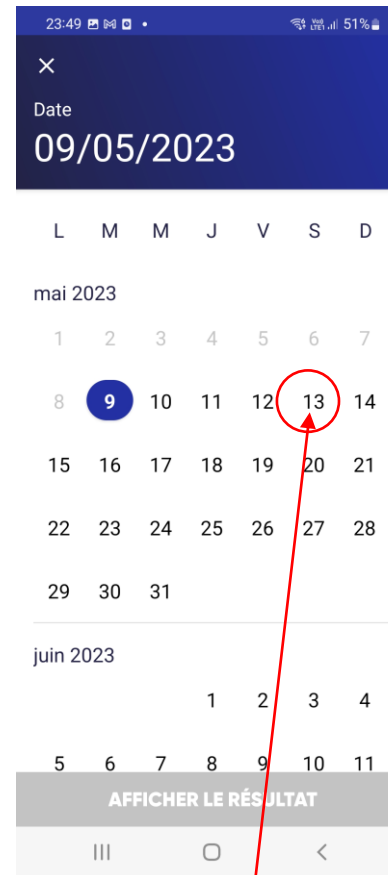 23:49 51%
Date
09/05/2023
L M M J V S D
mai 2023
1 2 3 4 5 6 7
8 9 10 11 12 13 14
15 16 17 18 19 20 21
22 23 24 25 26 27 28
29 30 31
juin 2023
1 2 3 4
5 6 7 8 9 10 11
AFFICHER LE RÉSULTAT